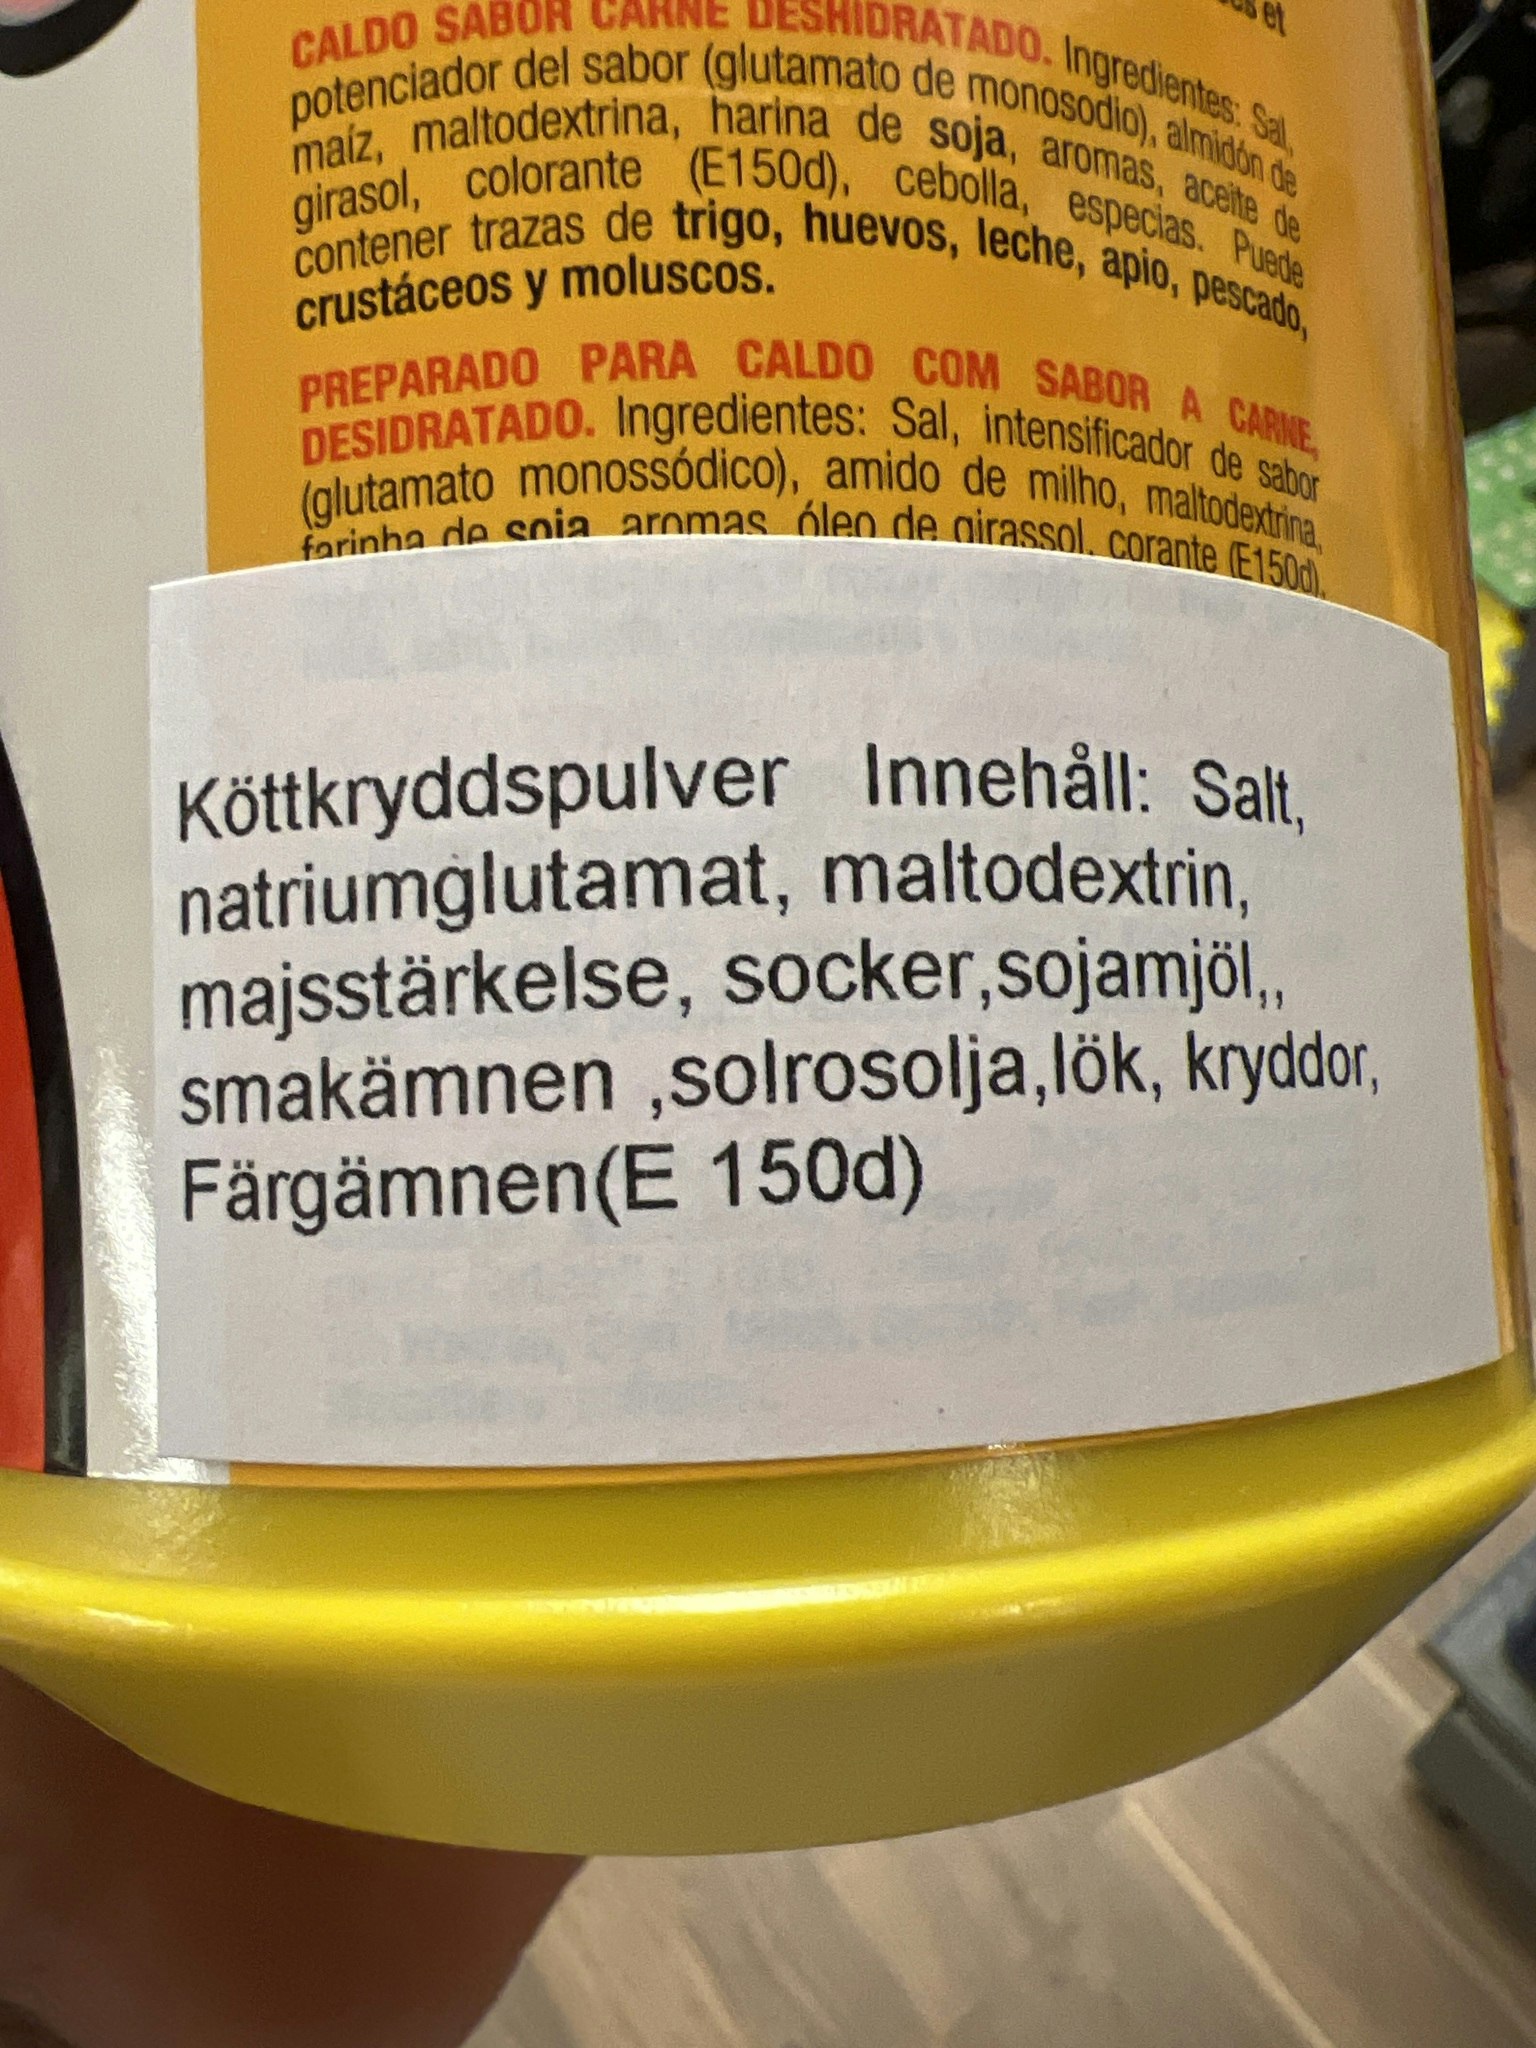 et
CALDO SABOR CARNE DESHIDRATADO. Ingredientes: Sal,
potenciador del sabor (glutamato de monosodio), almidón de
maíz, maltodextrina, harina de soja, aromas, aceite de
girasol, colorante (E150d), cebolla, especias. Puede
contener trazas de trigo, huevos, leche, apio, pescado,
crustáceos y moluscos.
PREPARADO PARA CALDO COM SABOR A CARNE,
DESIDRATADO. Ingredientes: Sal, intensificador de sabor
(glutamato monossódico), amido de milho, maltodextrina,
farinha de soja, aromas, óleo de girassol, corante (E150d),
Köttkryddspulver Innehåll: Salt,
natriumglutamat, maltodextrin,
majsstärkelse, socker,sojamjöl,,
smakämnen ,solrosolja,lök, kryddor,
Färgämnen(E 150d)